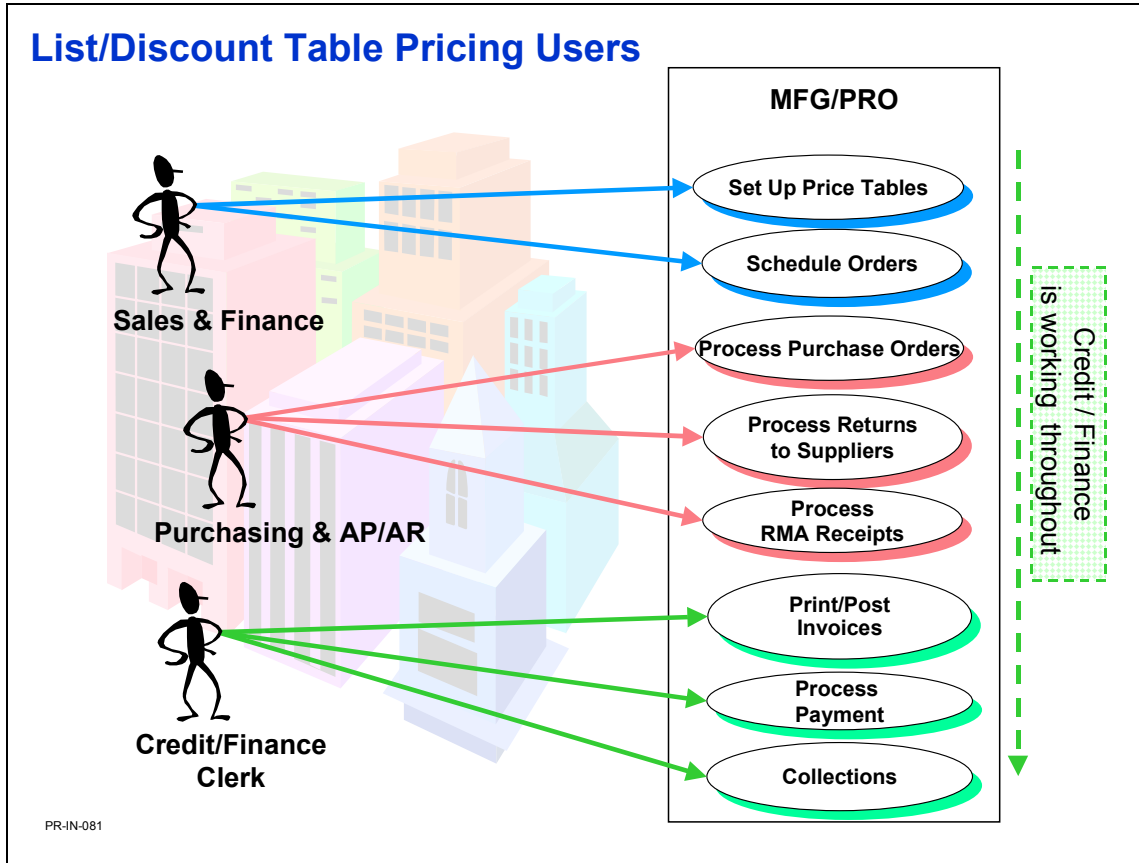 List/Discount Table Pricing Users
MFG/PRO
Set Up Price Tables
Schedule Orders
Sales & Finance
Process Purchase Orders
Process Returns
to Suppliers
Process
RMA Receipts
Purchasing & AP/AR
Print/Post
Invoices
Process
Payment
Collections
Credit/Finance
Clerk
Credit / Finance
is working throughout
PR-IN-081